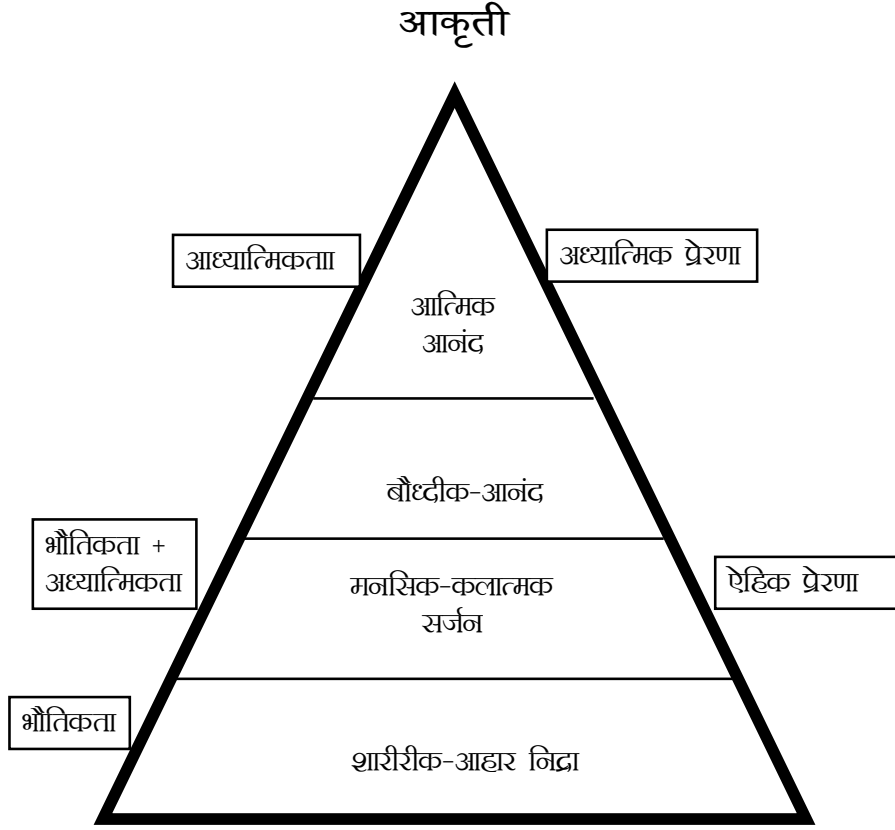 आकृती
आध्यात्मिकताा
अध्यात्मिक प्रेरणा
आत्मिक
आनंद
बौध्दीक-आनंद
भौतिकता +
अध्यात्मिकता
मनसिक-कलात्मक
सर्जन
ऐहिक प्रेरणा
भौतिकता
शारीरीक-आहार निद्रा